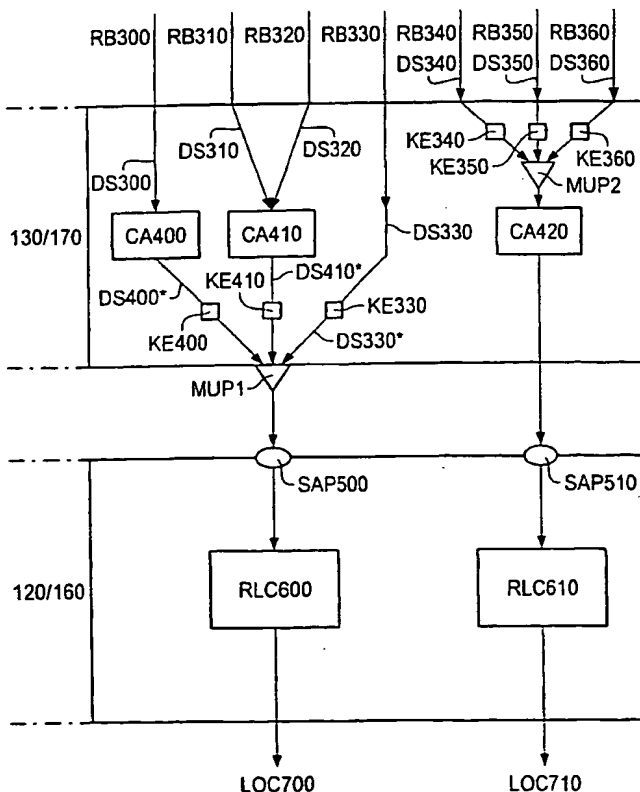 RB300 RB310 RB320 RB330 RB340 RB350 RB360
DS340 DS350 DS360
KE340 KE360
KE350
DS310 DS320
MUP2
DS300
130/170 CA400 CA410 DS330 CA420
DS400* KE410 DS410*
KE330
KE400 DS330*
MUP1
SAP500 SAP510
120/160 RLC600 RLC610
LOC700 LOC710